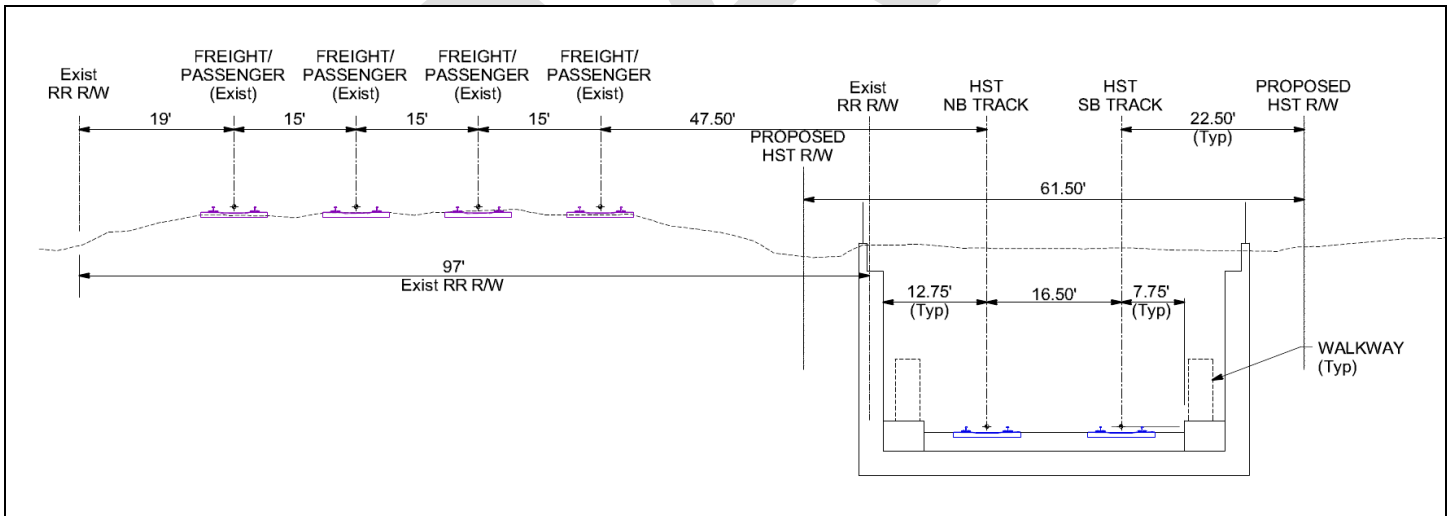 Exist
RR R/W
FREIGHT/
PASSENGER
(Exist)
FREIGHT/
PASSENGER
(Exist)
FREIGHT/
PASSENGER
(Exist)
FREIGHT/
PASSENGER
(Exist)
Exist
RR R/W
HST
NB TRACK
HST
SB TRACK
PROPOSED
HST R/W
19'
15'
15'
15'
47.50'
22.50'
(Typ)
PROPOSED
HST R/W
61.50'
97'
Exist RR R/W
12.75'
(Typ)
16.50'
7.75'
(Typ)
WALKWAY
(Typ)